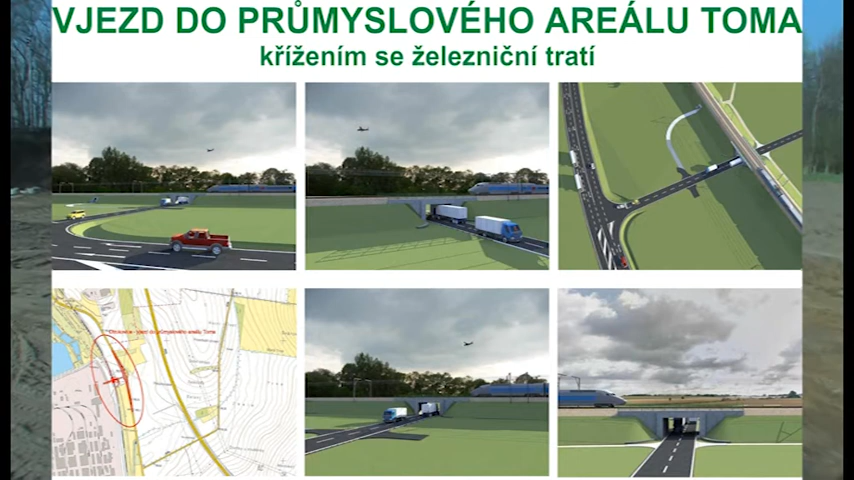 VJEZD DO PRŮMYSLOVÉHO AREÁLU TOMA
křížením se železniční tratí